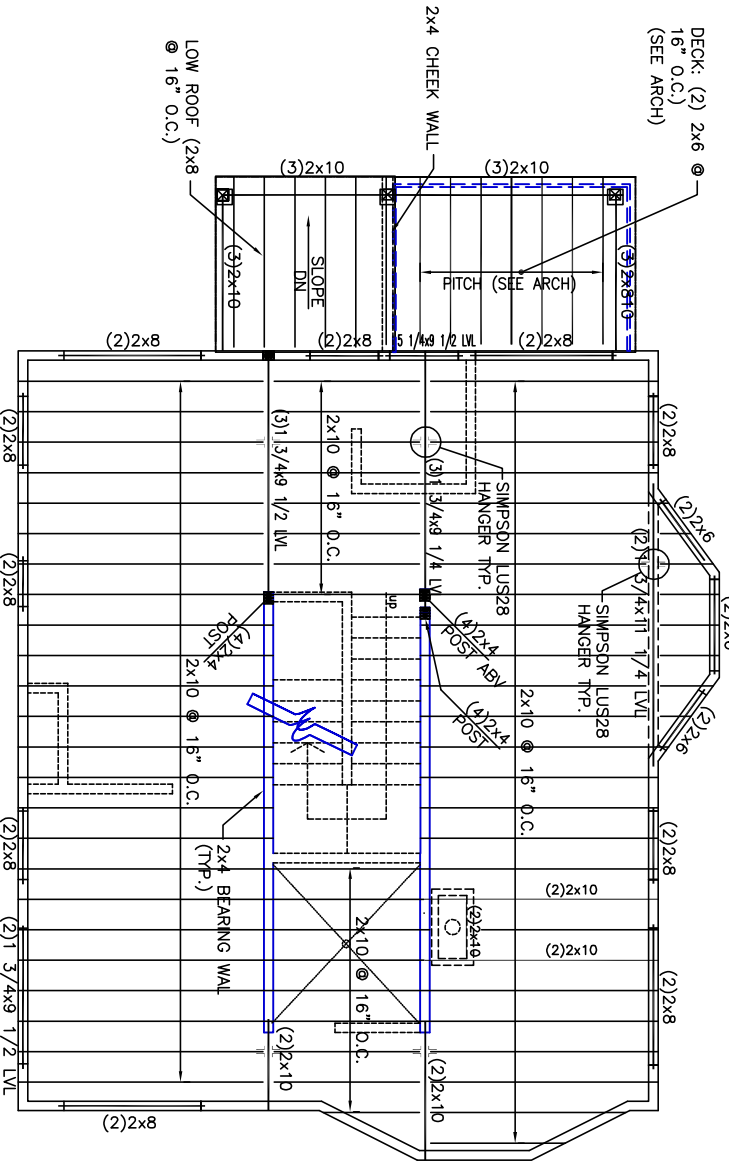 DECK: (2) 2x6 @
16" O.C.)
(SEE ARCH)
2x4 CHEEK WALL
LOW ROOF (2x8
@ 16" O.C.)
(3)2x10
(3)2x10
(3)2x10
SLOPE
DN
PITCH (SEE ARCH)
(2)2x8
(2)2x8
5 1/4x9 1/2 LVL
(2)2x8
(2)2x8
(2)2x8
(2)2x8
(2)1 3/4x9 1/2 LVL
(2)2x8
(2)2x8
(2)2x6
(2)2x6
(2)1 3/4x11 1/4 LVL
SIMPSON LUS28
HANGER TYP.
(2)2x8
(2)2x8
SIMPSON LUS28
HANGER TYP.
(3)1 3/4x9 1/4 LV
(3)1 3/4x9 1/2 LVL
2x10 @ 16" O.C.
up
(4)2x4
POST ABV
(4)2x4
POST
(4)2x4
POST
2x10 @ 16" O.C.
2x10 @ 16" O.C.
2x4 BEARING WAL
(TYP.)
2x10 @ 16" O.C.
(2)2x10
(2)2x10
(2)2x10
(2)2x10
(2)2x10
(2)2x8